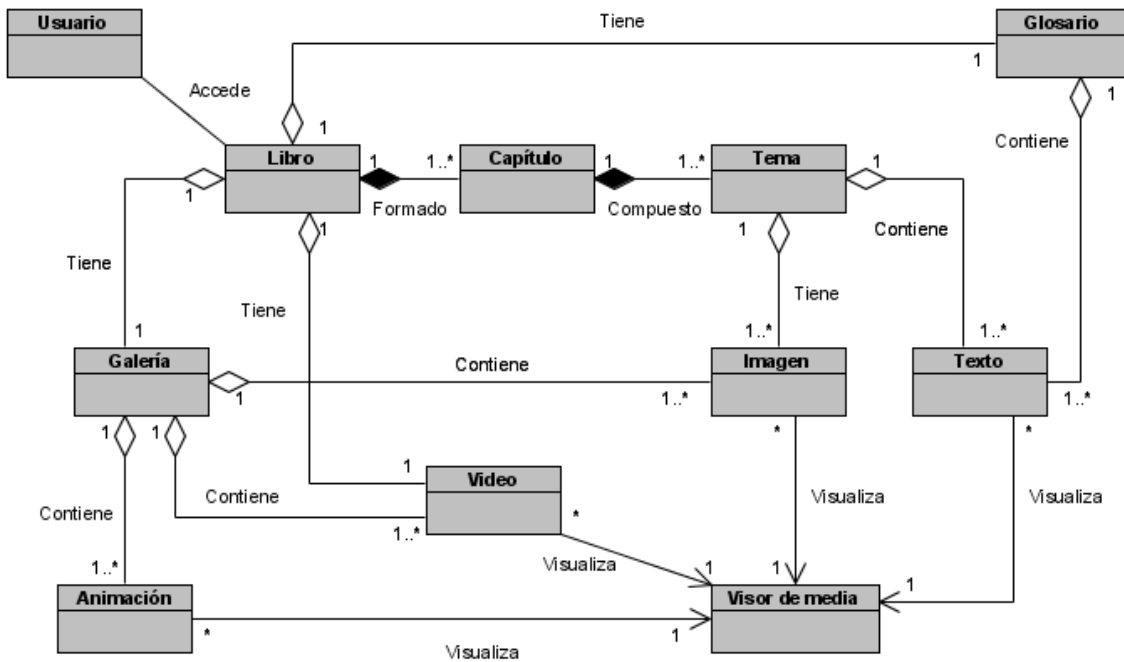 Usuario
Tiene
Glosario
1
1
Accede
1
Contiene
Libro
1
1..*
Capítulo
1
1..*
Tema
1
1
Formado
Compuesto
1
1
Contiene
Tiene
Tiene
Tiene
1
1..*
1..*
Galería
Contiene
Imagen
Texto
1
1..*
1..*
1
1
*
*
1
Video
Contiene
Contiene
*
Visualiza
Visualiza
1..*
Visualiza
1..*
1
1
1
Animación
Visor de media
*
1
Visualiza